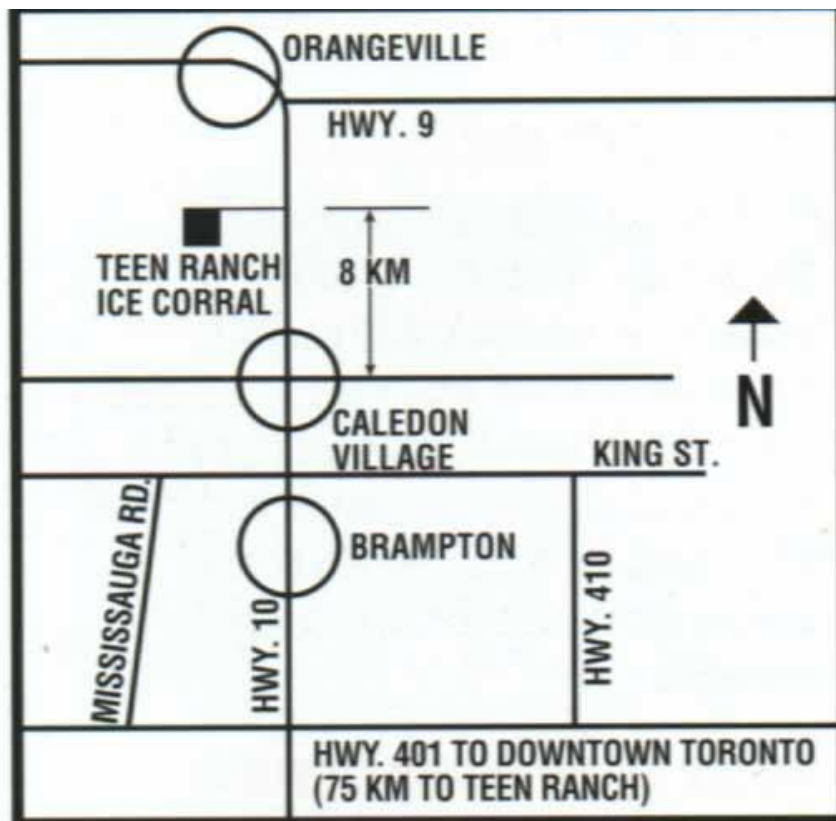 ORANGEVILLE
HWY. 9
TEEN RANCH
ICE CORRAL
8 KM
N
CALEDON
VILLAGE
KING ST.
MISSISSAUGA RD.
BRAMPTON
HWY. 10
HWY. 410
HWY. 401 TO DOWNTOWN TORONTO
(75 KM TO TEEN RANCH)